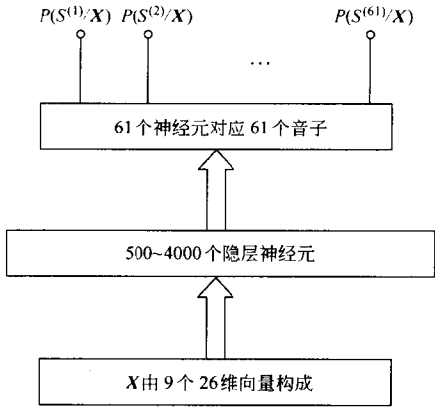 P(S⁽¹⁾/X) P(S⁽²⁾/X) … P(S⁽⁶¹⁾/X)
61个神经元对应61个音子
500~4000个隐层神经元
X由9个26维向量构成